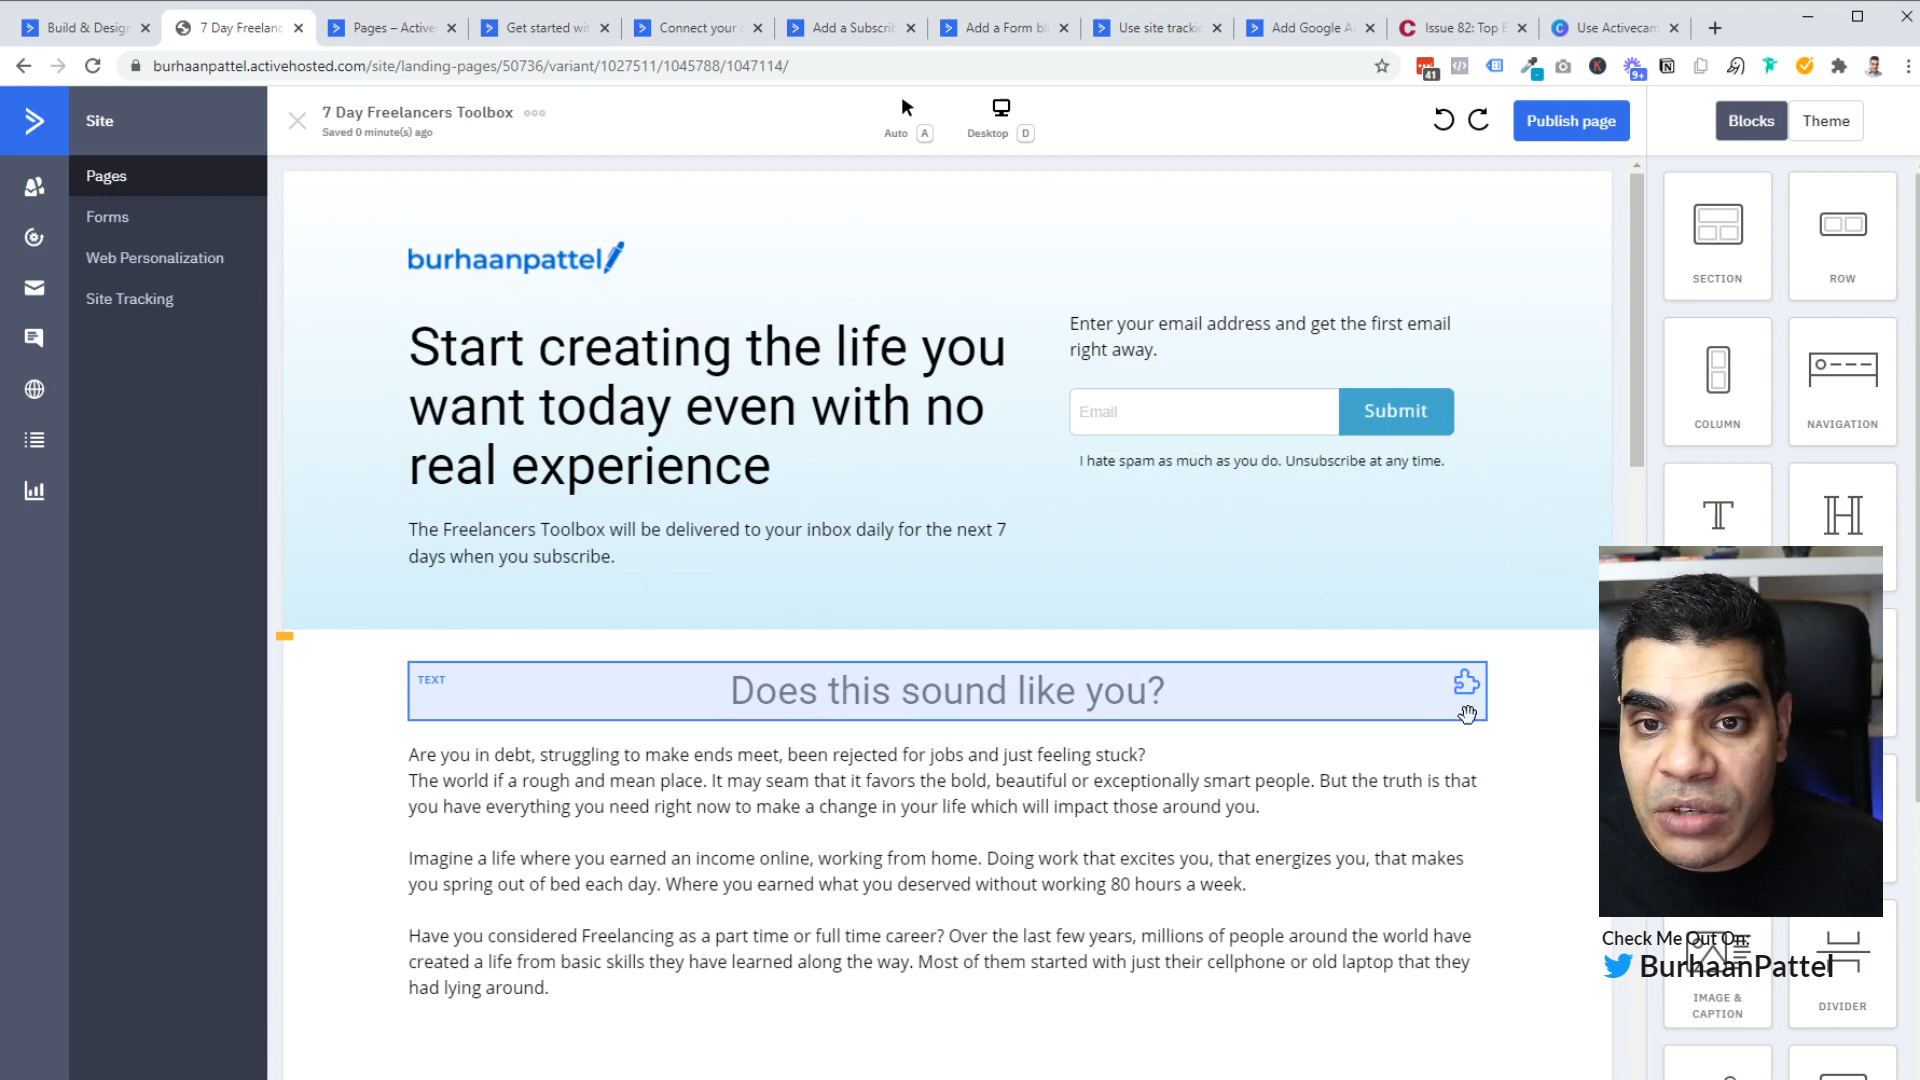 Build & Design
7 Day Freelanc
Pages – Active
Get started wit
Connect your
Add a Subscrib
Add a Form bl
Use site trackin
Add Google A
Issue 82: Top E
Use Activecam
burhaanpattel.activehosted.com/site/landing-pages/50736/variant/1027511/1045788/1047114/
41
9+
Site
Pages
Forms
Web Personalization
Site Tracking
7 Day Freelancers Toolbox
Saved 0 minute(s) ago
Auto A
Desktop D
Publish page
Blocks
Theme
burhaanpattel
Start creating the life you
want today even with no
real experience
The Freelancers Toolbox will be delivered to your inbox daily for the next 7
days when you subscribe.
Enter your email address and get the first email
right away.
Email
Submit
I hate spam as much as you do. Unsubscribe at any time.
TEXT
Does this sound like you?
Are you in debt, struggling to make ends meet, been rejected for jobs and just feeling stuck?
The world if a rough and mean place. It may seam that it favors the bold, beautiful or exceptionally smart people. But the truth is that
you have everything you need right now to make a change in your life which will impact those around you.
Imagine a life where you earned an income online, working from home. Doing work that excites you, that energizes you, that makes
you spring out of bed each day. Where you earned what you deserved without working 80 hours a week.
Have you considered Freelancing as a part time or full time career? Over the last few years, millions of people around the world have
created a life from basic skills they have learned along the way. Most of them started with just their cellphone or old laptop that they
had lying around.
SECTION
ROW
COLUMN
NAVIGATION
T
H
Check Me Out On:
BurhaanPattel
IMAGE &
CAPTION
DIVIDER